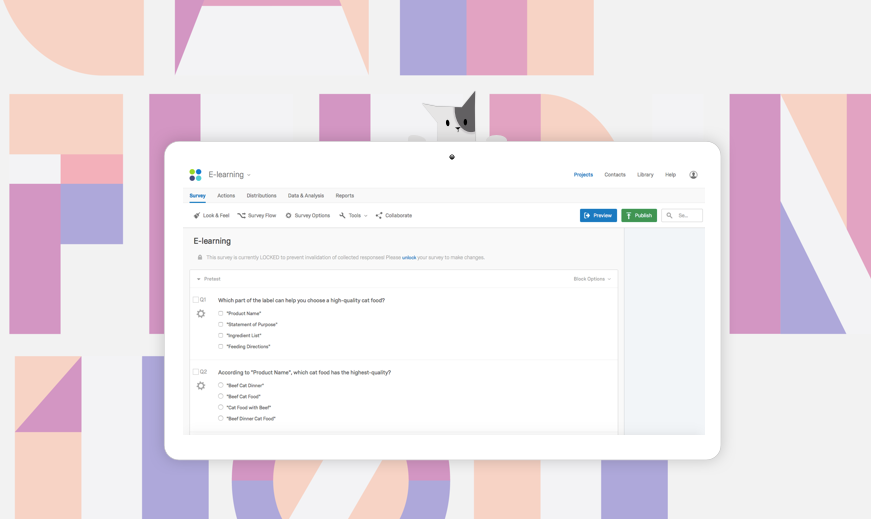 E-learning
Projects Contacts Library Help
Survey Actions Distributions Data & Analysis Reports
Look & Feel Survey Flow Survey Options Tools Collaborate Preview Publish Se...
E-learning
This survey is currently LOCKED to prevent invalidation of collected responses! Please unlock your survey to make changes.
Pretest Block Options
Q1 Which part of the label can help you choose a high-quality cat food?
"Product Name"
"Statement of Purpose"
"Ingredient List"
"Feeding Directions"
Q2 According to "Product Name", which cat food has the highest-quality?
"Beef Cat Dinner"
"Beef Cat Food"
"Cat Food with Beef"
"Beef Dinner Cat Food"